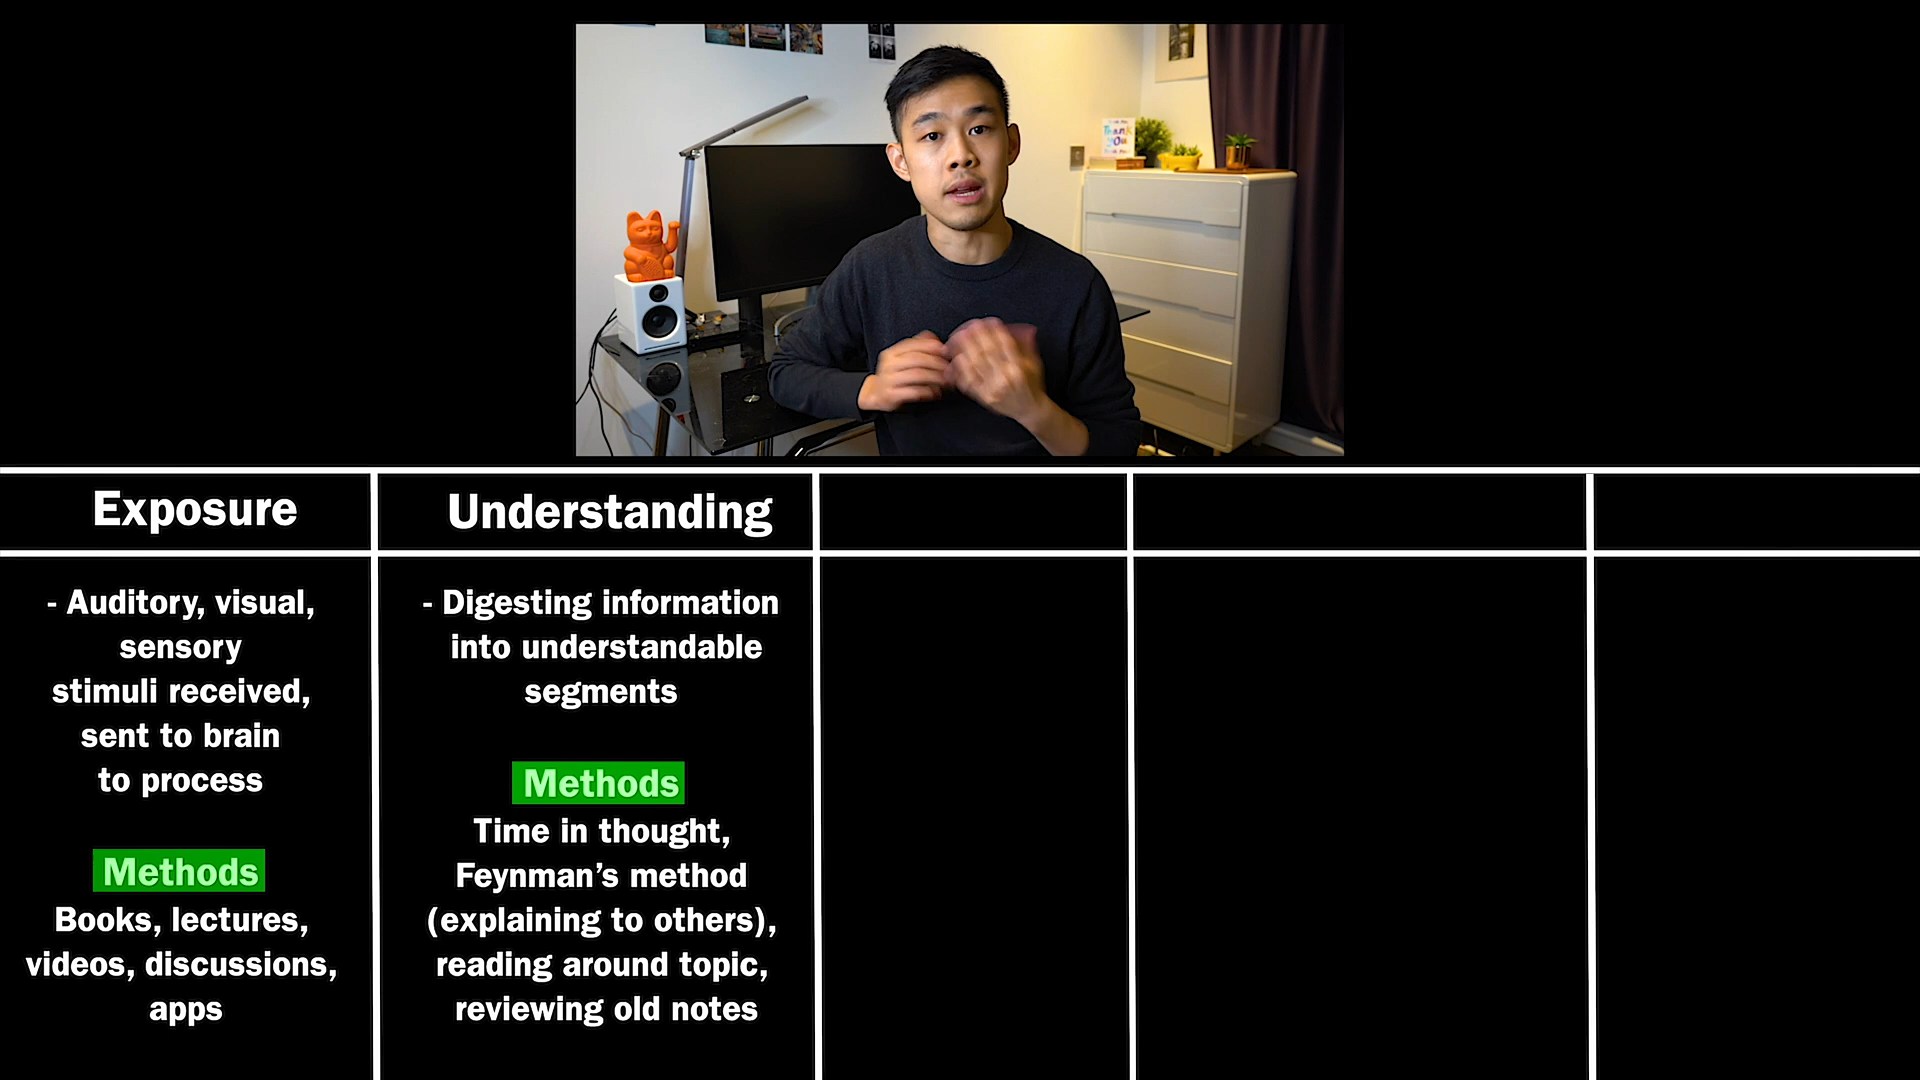 Thank
YOU
Exposure
Understanding
- Auditory, visual,
sensory
stimuli received,
sent to brain
to process
Methods
Books, lectures,
videos, discussions,
apps
- Digesting information
into understandable
segments
Methods
Time in thought,
Feynman’s method
(explaining to others),
reading around topic,
reviewing old notes